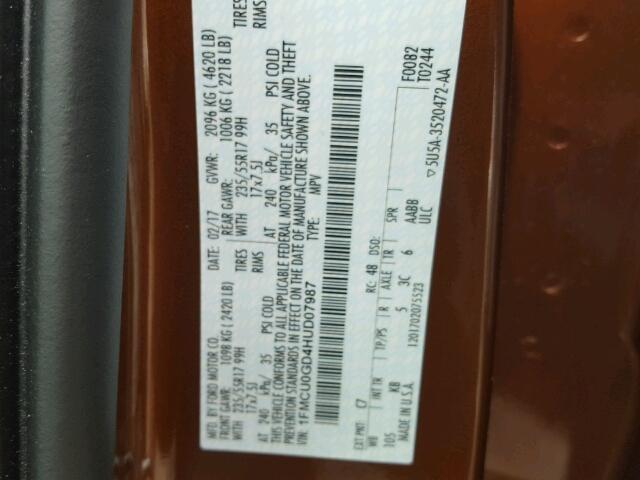 MFD. BY FORD MOTOR CO.
DATE: 02/17 GVWR: 2096 KG ( 4620 LB)
FRONT GAWR: 1098 KG ( 2420 LB) REAR GAWR: 1006 KG ( 2218 LB)
WITH 235/55R17 99H TIRES WITH 235/55R17 99H TIRES
17x7.5J RIMS 17x7.5J RIMS
AT 240 kPa/ 35 PSI COLD AT 240 kPa/ 35 PSI COLD
THIS VEHICLE CONFORMS TO ALL APPLICABLE FEDERAL MOTOR VEHICLE SAFETY AND THEFT
PREVENTION STANDARDS IN EFFECT ON THE DATE OF MANUFACTURE SHOWN ABOVE.
VIN: 1FMCU0GD4HUD07987 TYPE: MPV
F0082
T0244
EXT PNT: C7 RC: 48 DSO:
WB INT TR TP/PS R AXLE TR SPR
105 KB 5 3C 6 AABB
ULC
MADE IN U.S.A. 1201702075523
▽5U5A-3520472-AA